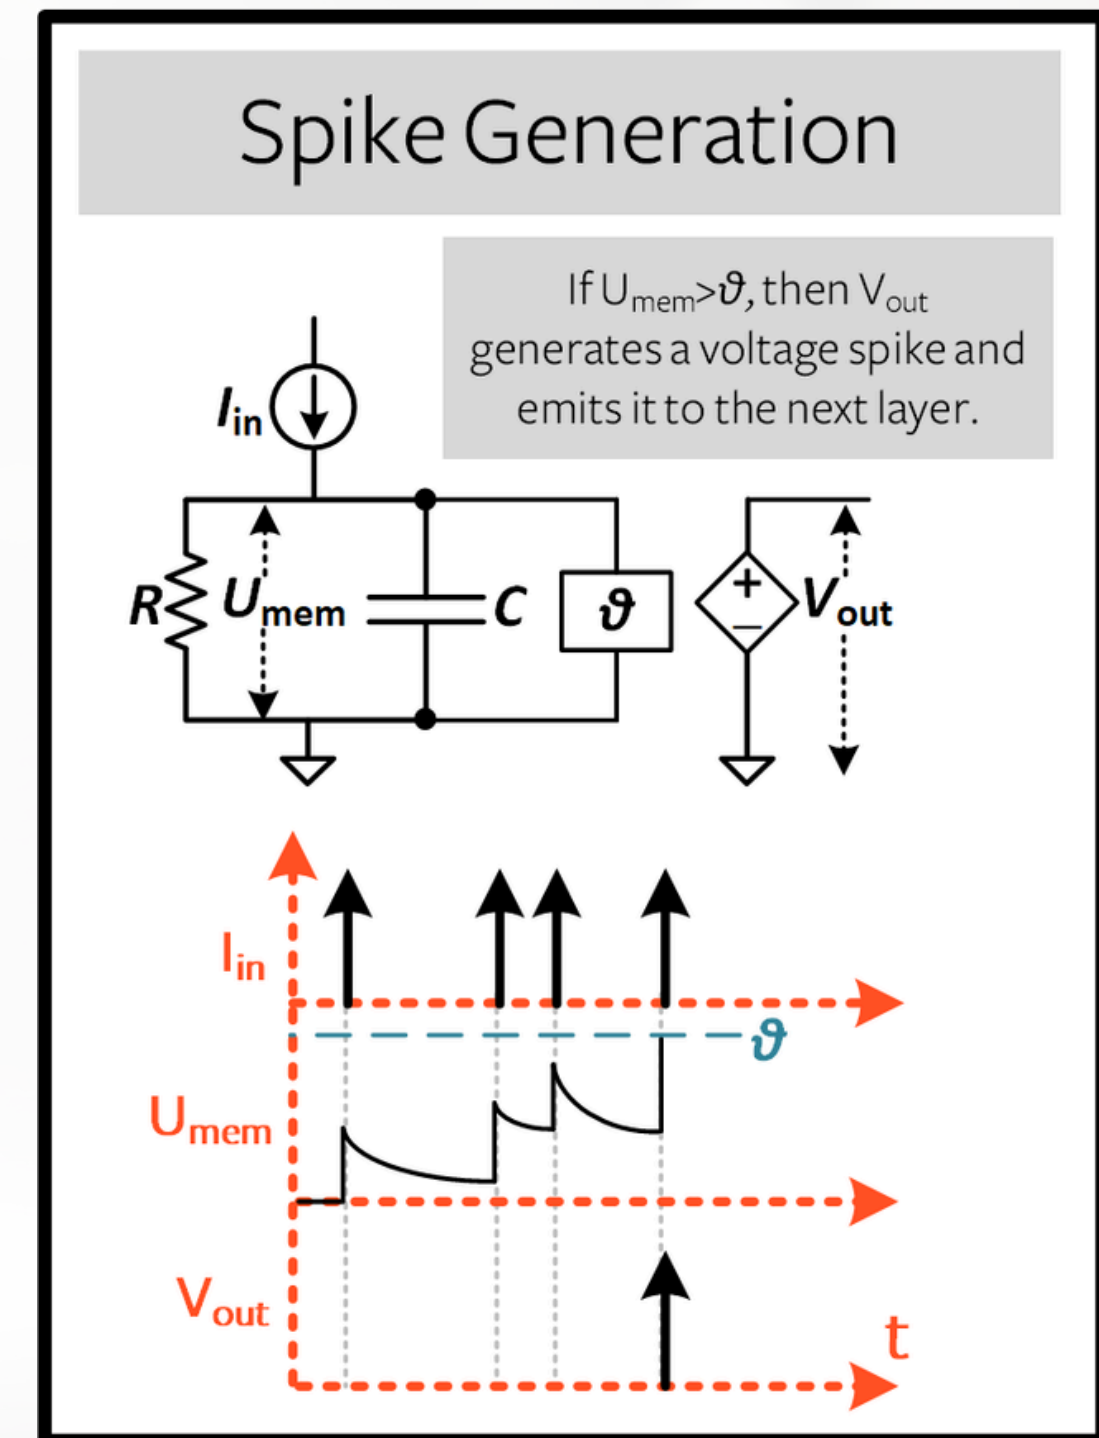 Spike Generation
If Umem>ϑ, then Vout
generates a voltage spike and
emits it to the next layer.
Iin
R
Umem
C
ϑ
+
−
Vout
Iin
ϑ
Umem
Vout
t